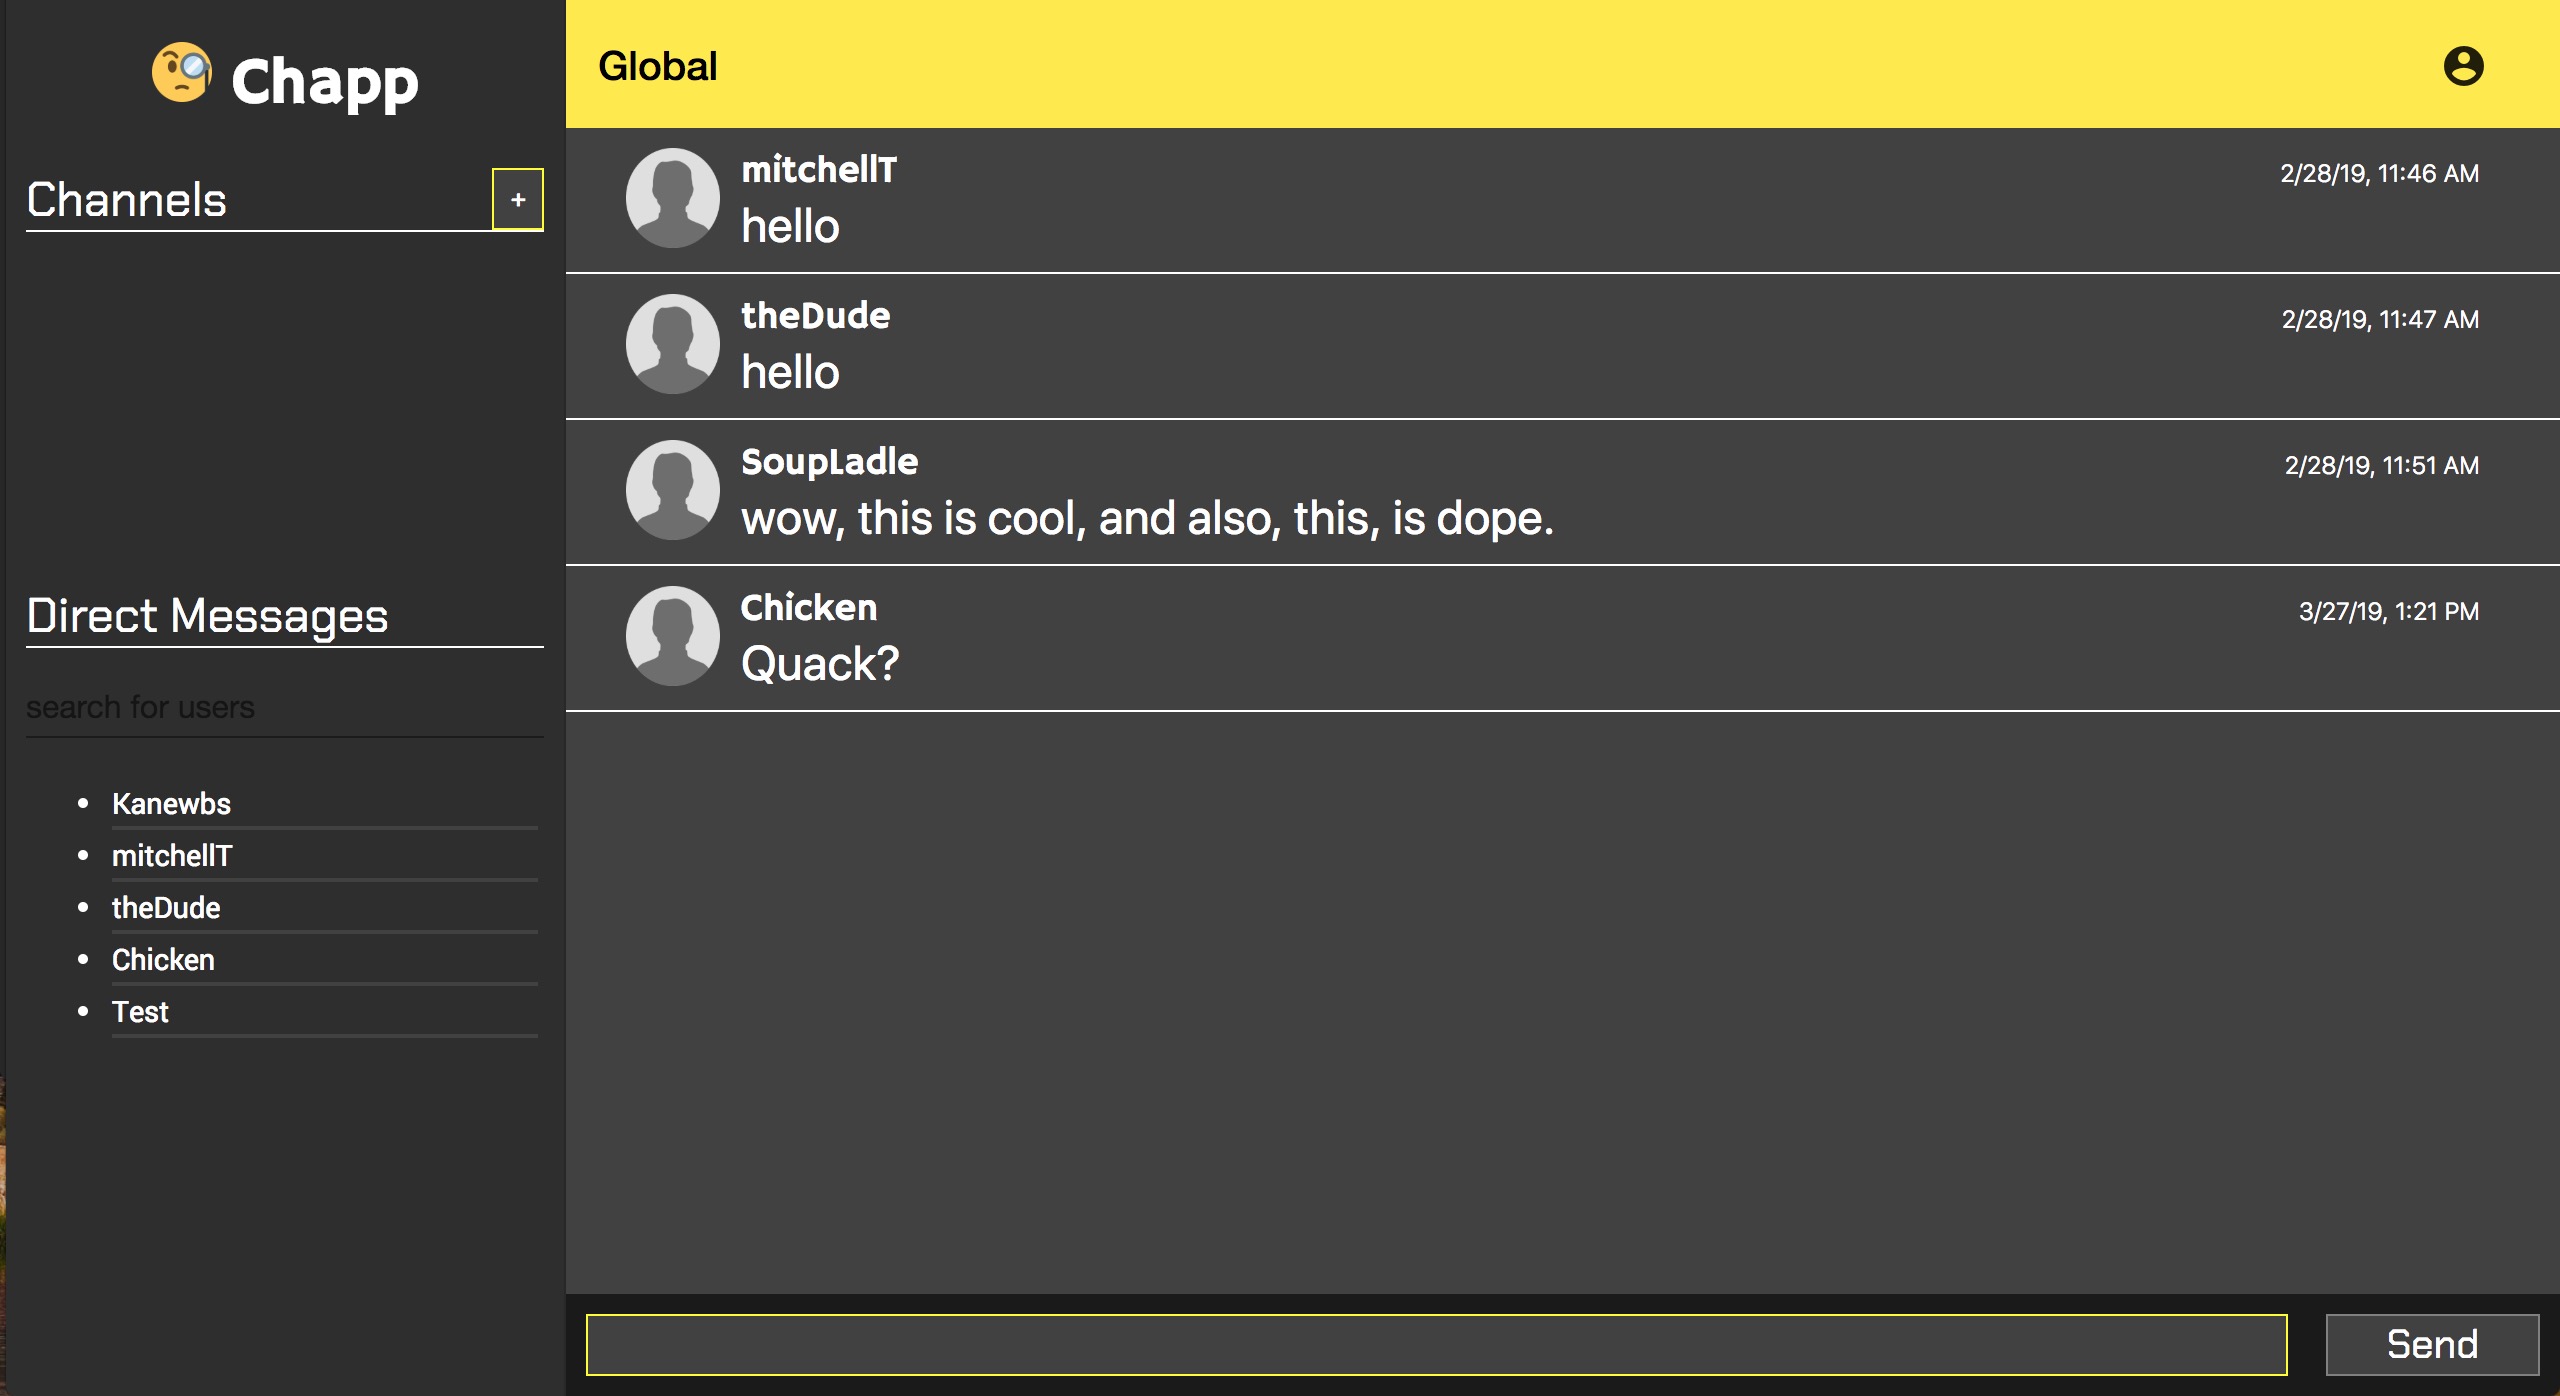 Chapp
Channels
+
Direct Messages
search for users
Kanewbs
mitchellT
theDude
Chicken
Test
Global
mitchellT 2/28/19, 11:46 AM
hello
theDude 2/28/19, 11:47 AM
hello
SoupLadle 2/28/19, 11:51 AM
wow, this is cool, and also, this, is dope.
Chicken 3/27/19, 1:21 PM
Quack?
Send